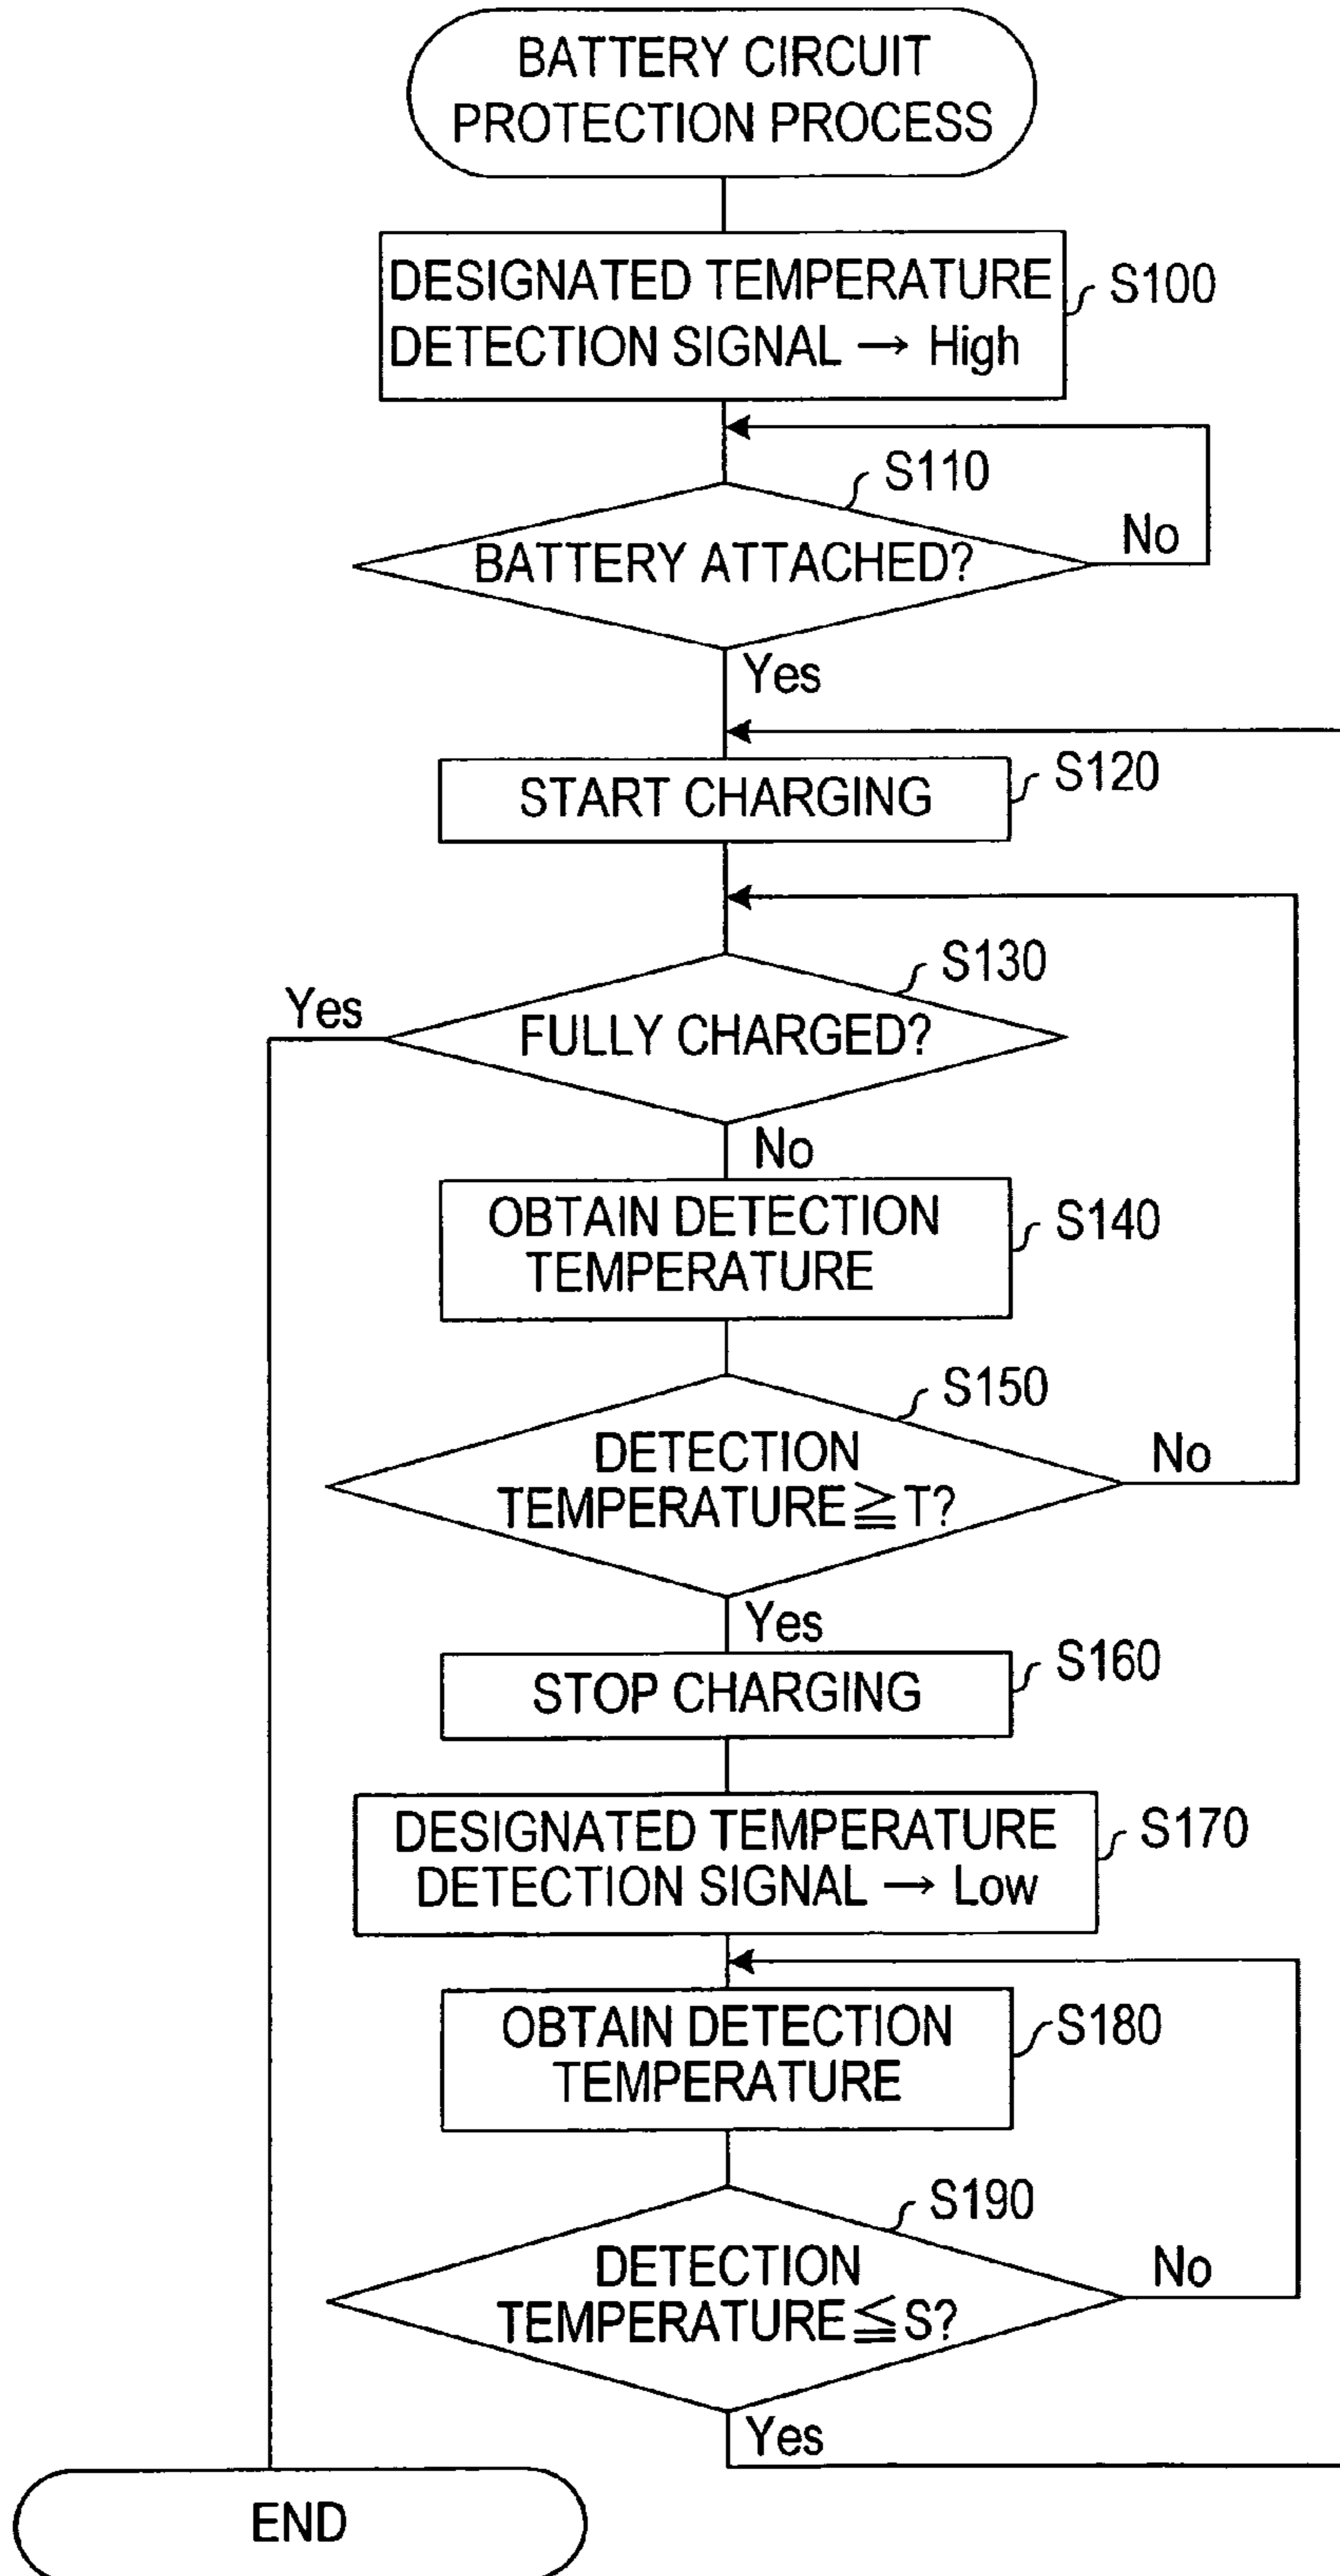 BATTERY CIRCUIT
PROTECTION PROCESS
DESIGNATED TEMPERATURE
DETECTION SIGNAL → High
S100
S110
BATTERY ATTACHED?
No
Yes
START CHARGING
S120
S130
Yes
FULLY CHARGED?
No
OBTAIN DETECTION
TEMPERATURE
S140
S150
DETECTION
TEMPERATURE≧T?
No
Yes
STOP CHARGING
S160
DESIGNATED TEMPERATURE
DETECTION SIGNAL → Low
S170
OBTAIN DETECTION
TEMPERATURE
S180
S190
DETECTION
TEMPERATURE≦S?
No
Yes
END